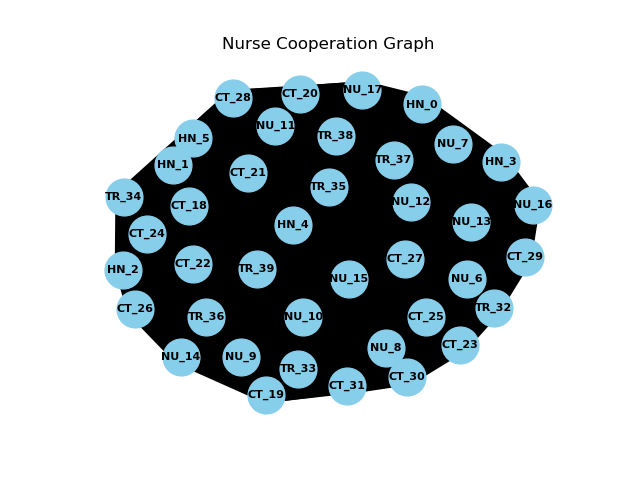 Nurse Cooperation Graph
NU_17
CT_20
CT_28
HN_0
NU_11
TR_38
HN_5
NU_7
TR_37
HN_3
HN_1
CT_21
TR_35
TR_34
NU_12
NU_16
CT_18
NU_13
HN_4
CT_24
CT_29
CT_27
CT_22
TR_39
HN_2
NU_15
NU_6
TR_32
CT_26
TR_36
NU_10
CT_25
CT_23
NU_8
NU_14
NU_9
TR_33
CT_30
CT_31
CT_19